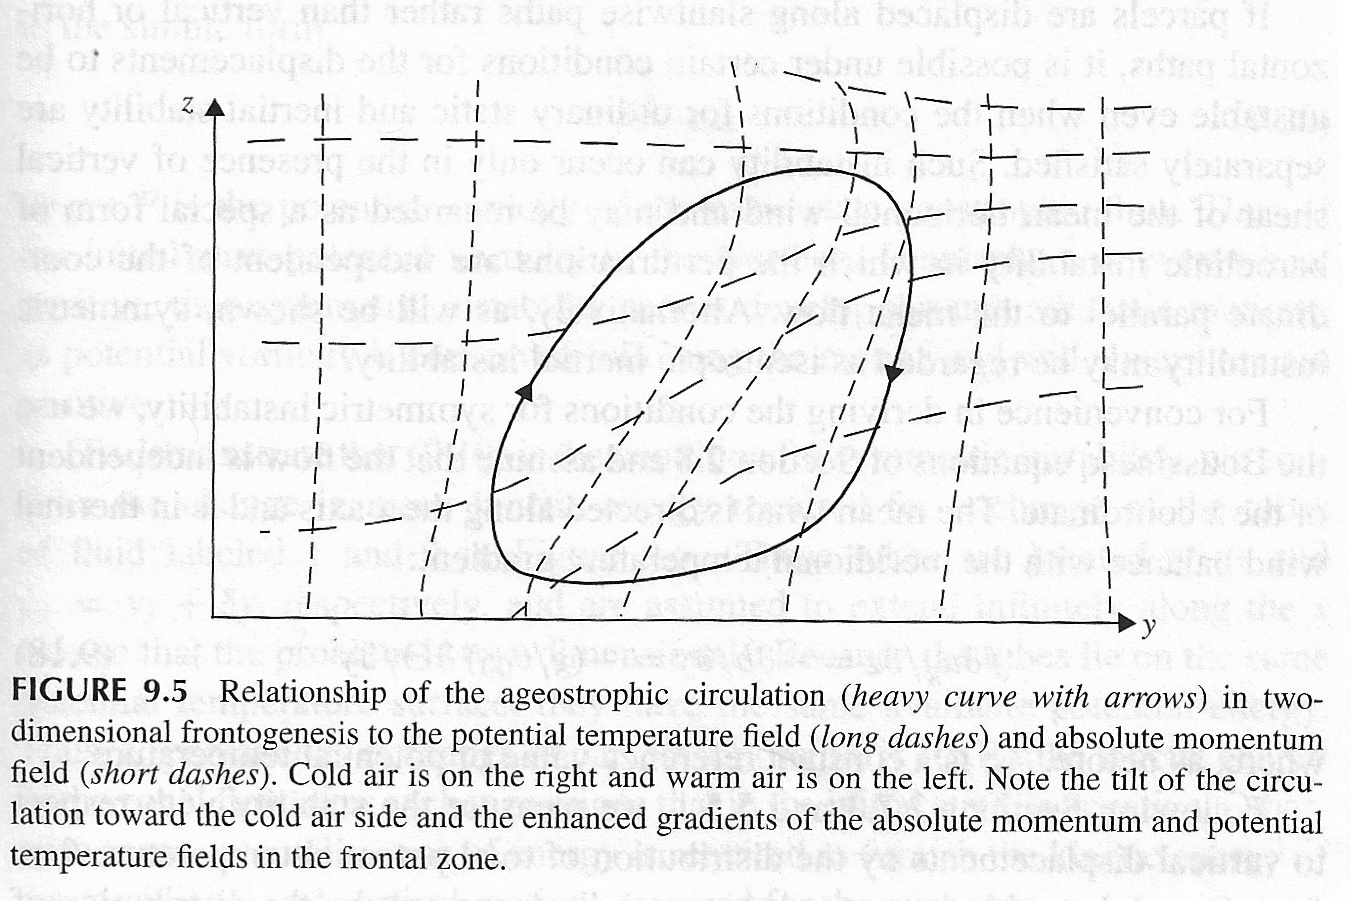 z
y
FIGURE 9.5 Relationship of the ageostrophic circulation (heavy curve with arrows) in two-
dimensional frontogenesis to the potential temperature field (long dashes) and absolute momentum
field (short dashes). Cold air is on the right and warm air is on the left. Note the tilt of the circu-
lation toward the cold air side and the enhanced gradients of the absolute momentum and potential
temperature fields in the frontal zone.